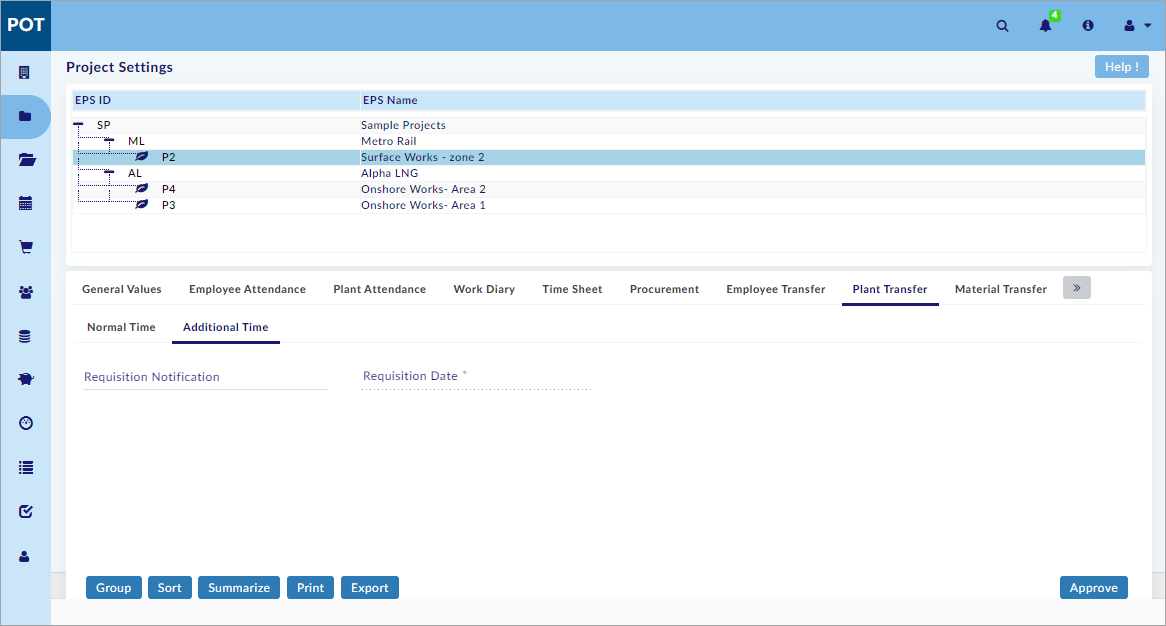 POT
4
Project Settings
Help !
EPS ID EPS Name
SP Sample Projects
ML Metro Rail
P2 Surface Works - zone 2
AL Alpha LNG
P4 Onshore Works- Area 2
P3 Onshore Works- Area 1
General Values Employee Attendance Plant Attendance Work Diary Time Sheet Procurement Employee Transfer Plant Transfer Material Transfer »
Normal Time Additional Time
Requisition Notification Requisition Date *
Group Sort Summarize Print Export Approve